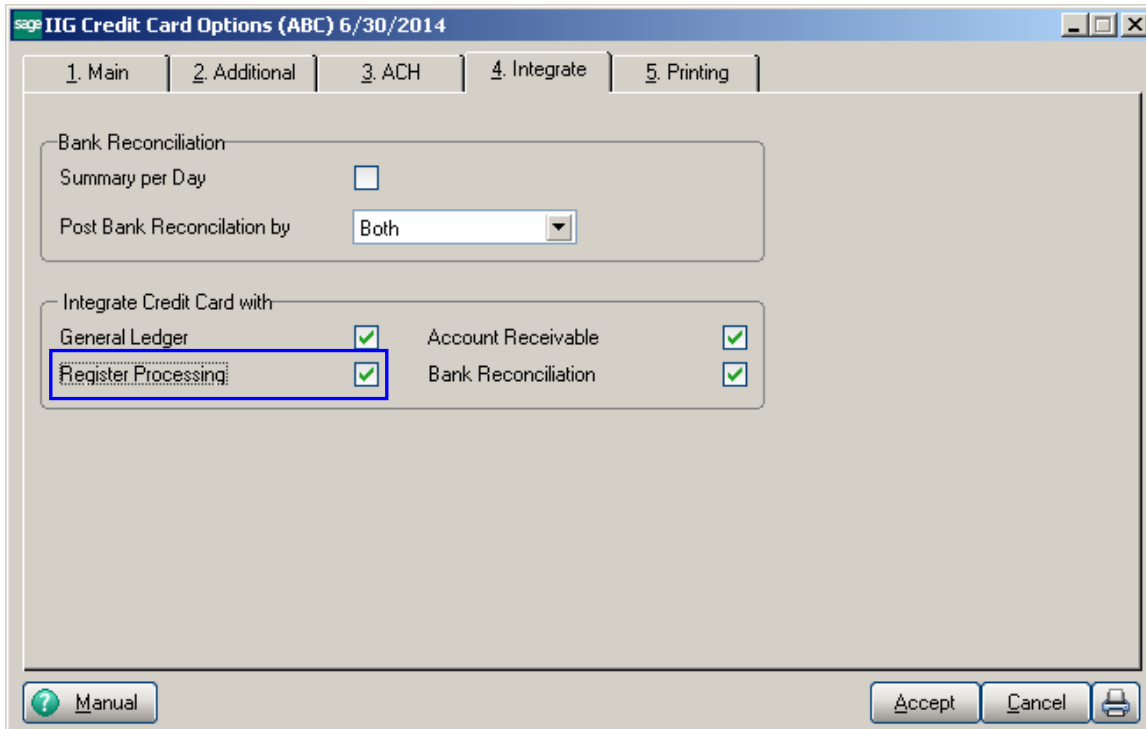 sage IIG Credit Card Options (ABC) 6/30/2014
1. Main 2. Additional 3. ACH 4. Integrate 5. Printing
Bank Reconciliation
Summary per Day
Post Bank Reconcilation by Both
Integrate Credit Card with
General Ledger Account Receivable
Register Processing Bank Reconciliation
? Manual Accept Cancel